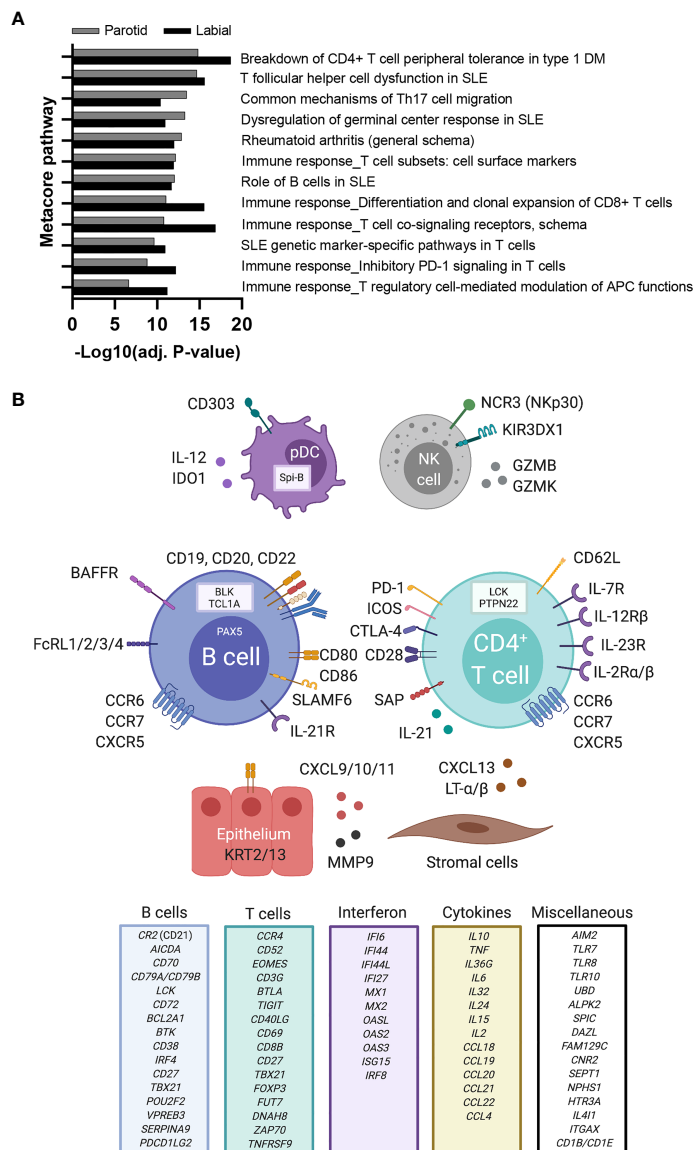 A
Parotid Labial
Metacore pathway
Breakdown of CD4+ T cell peripheral tolerance in type 1 DM
T follicular helper cell dysfunction in SLE
Common mechanisms of Th17 cell migration
Dysregulation of germinal center response in SLE
Rheumatoid arthritis (general schema)
Immune response_T cell subsets: cell surface markers
Role of B cells in SLE
Immune response_Differentiation and clonal expansion of CD8+ T cells
Immune response_T cell co-signaling receptors, schema
SLE genetic marker-specific pathways in T cells
Immune response_Inhibitory PD-1 signaling in T cells
Immune response_T regulatory cell-mediated modulation of APC functions
0 5 10 15 20
-Log10(adj. P-value)
B
CD303
IL-12
IDO1
pDC
Spi-B
NCR3 (NKp30)
KIR3DX1
NK
cell
GZMB
GZMK
CD19, CD20, CD22
BAFFR
BLK
TCL1A
PAX5
B cell
FcRL1/2/3/4
CD80
CD86
SLAMF6
CCR6
CCR7
CXCR5
IL-21R
CD62L
PD-1
ICOS
CTLA-4
CD28
SAP
IL-21
LCK
PTPN22
CD4+
T cell
IL-7R
IL-12Rβ
IL-23R
IL-2Rα/β
CCR6
CCR7
CXCR5
CXCL9/10/11
CXCL13
LT-α/β
Epithelium
KRT2/13
MMP9
Stromal cells
B cells
CR2 (CD21)
AICDA
CD70
CD79A/CD79B
LCK
CD72
BCL2A1
BTK
CD38
IRF4
CD27
TBX21
POU2F2
VPREB3
SERPINA9
PDCD1LG2
T cells
CCR4
CD52
EOMES
CD3G
BTLA
TIGIT
CD40LG
CD69
CD8B
CD27
TBX21
FOXP3
FUT7
DNAH8
ZAP70
TNFRSF9
Interferon
IFI6
IFI44
IFI44L
IFI27
MX1
MX2
OASL
OAS2
OAS3
ISG15
IRF8
Cytokines
IL10
TNF
IL36G
IL6
IL32
IL24
IL15
IL2
CCL18
CCL19
CCL20
CCL21
CCL22
CCL4
Miscellaneous
AIM2
TLR7
TLR8
TLR10
UBD
ALPK2
SPIC
DAZL
FAM129C
CNR2
SEPT1
NPHS1
HTR3A
IL4I1
ITGAX
CD1B/CD1E